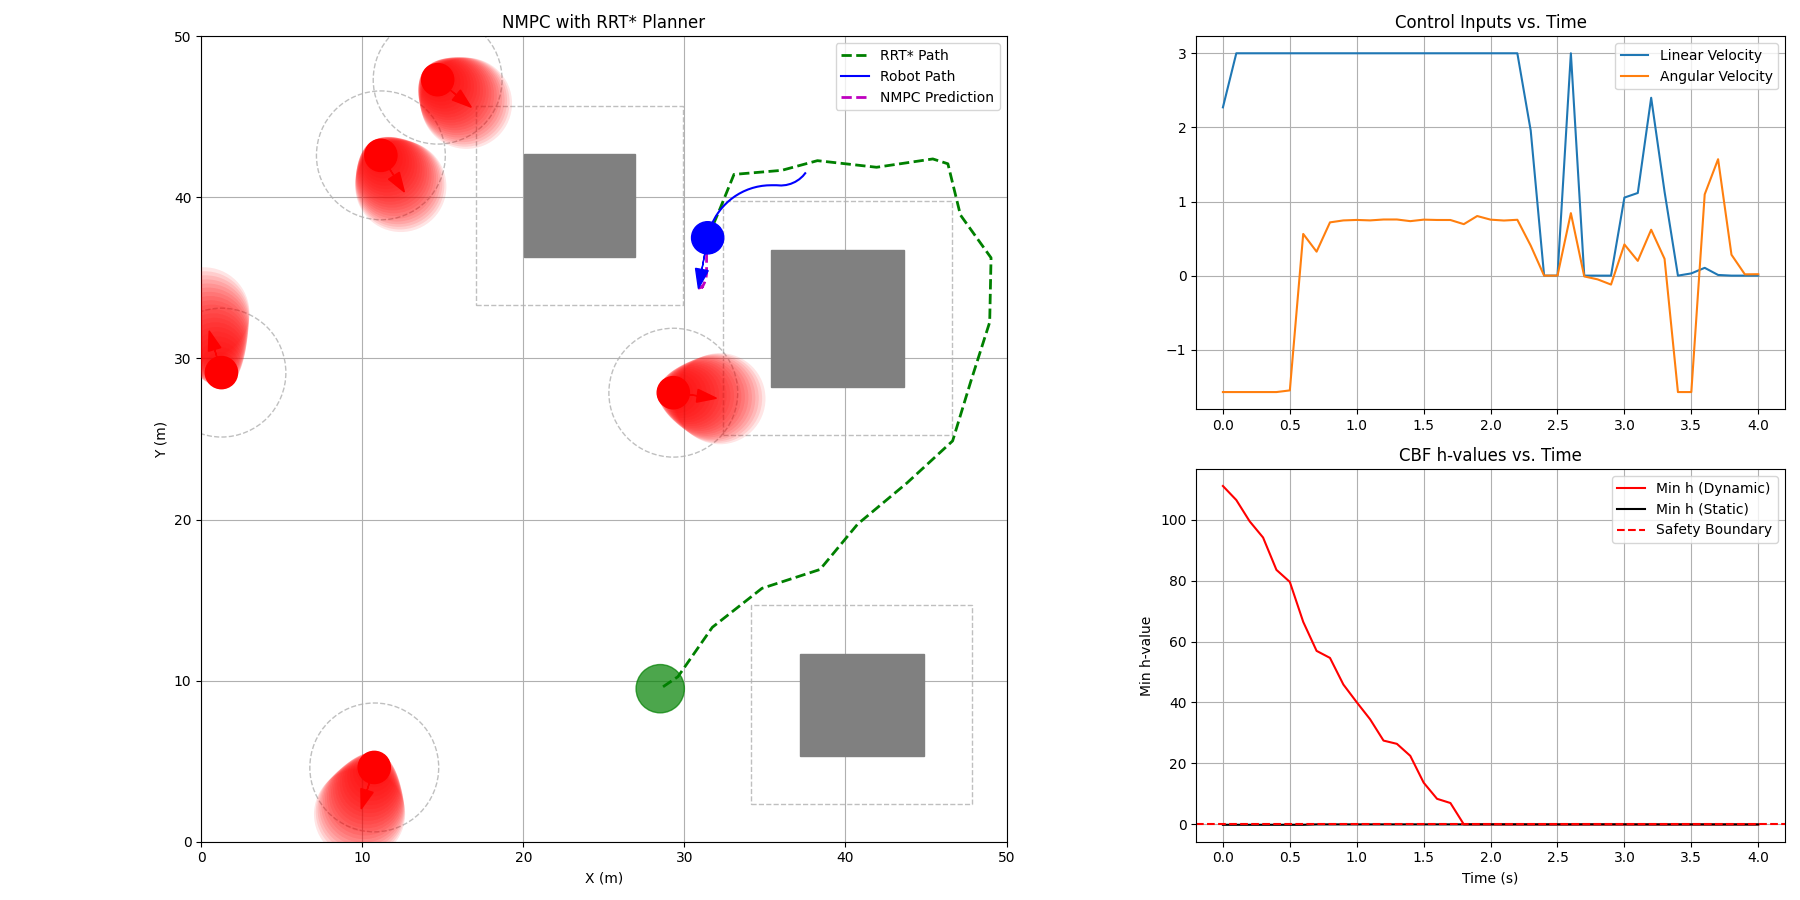 NMPC with RRT* Planner
RRT* Path
Robot Path
NMPC Prediction
50
40
30
20
10
0
Y (m)
0 10 20 30 40 50
X (m)
Control Inputs vs. Time
Linear Velocity
Angular Velocity
3
2
1
0
−1
0.0 0.5 1.0 1.5 2.0 2.5 3.0 3.5 4.0
CBF h-values vs. Time
Min h (Dynamic)
Min h (Static)
Safety Boundary
100
80
60
40
20
0
Min h-value
0.0 0.5 1.0 1.5 2.0 2.5 3.0 3.5 4.0
Time (s)